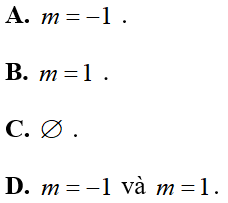 A. m = −1 .
B. m = 1 .
C. ∅ .
D. m = −1 và m = 1.